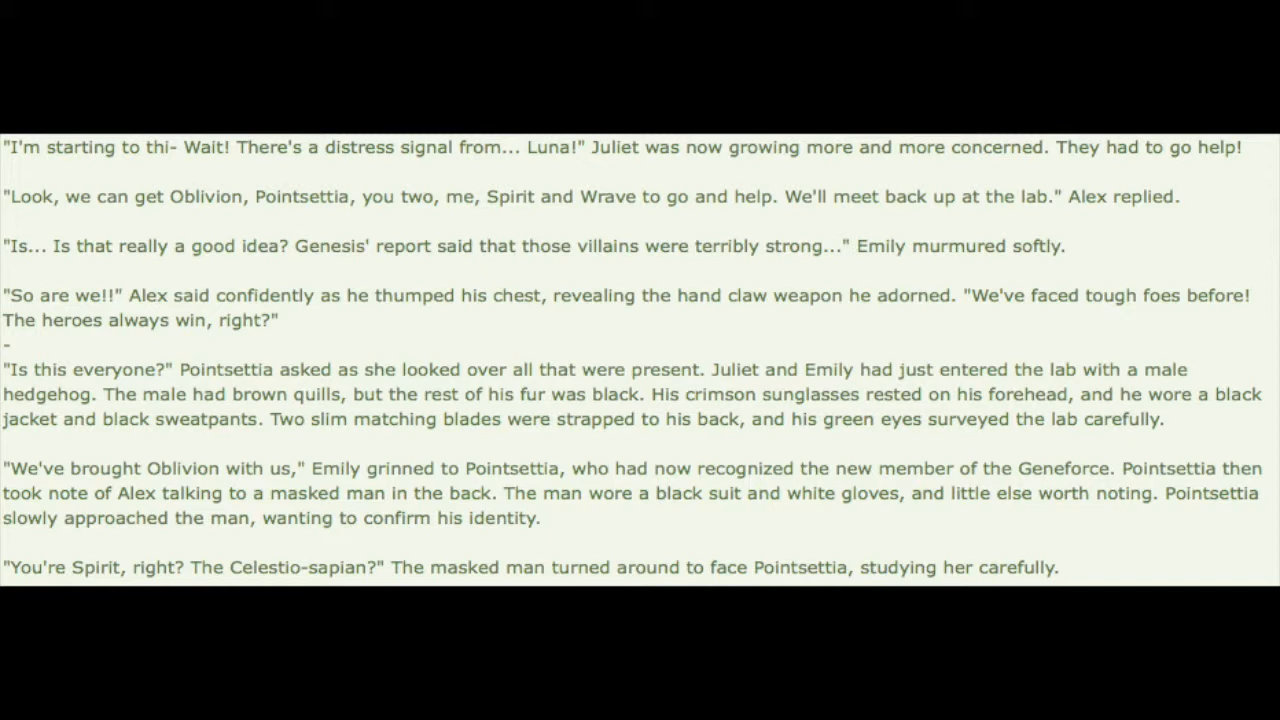 "I'm starting to thi- Wait! There's a distress signal from... Luna!" Juliet was now growing more and more concerned. They had to go help!
"Look, we can get Oblivion, Pointsettia, you two, me, Spirit and Wrave to go and help. We'll meet back up at the lab." Alex replied.
"Is... Is that really a good idea? Genesis' report said that those villains were terribly strong..." Emily murmured softly.
"So are we!!" Alex said confidently as he thumped his chest, revealing the hand claw weapon he adorned. "We've faced tough foes before!
The heroes always win, right?"
-
"Is this everyone?" Pointsettia asked as she looked over all that were present. Juliet and Emily had just entered the lab with a male
hedgehog. The male had brown quills, but the rest of his fur was black. His crimson sunglasses rested on his forehead, and he wore a black
jacket and black sweatpants. Two slim matching blades were strapped to his back, and his green eyes surveyed the lab carefully.
"We've brought Oblivion with us," Emily grinned to Pointsettia, who had now recognized the new member of the Geneforce. Pointsettia then
took note of Alex talking to a masked man in the back. The man wore a black suit and white gloves, and little else worth noting. Pointsettia
slowly approached the man, wanting to confirm his identity.
"You're Spirit, right? The Celestio-sapian?" The masked man turned around to face Pointsettia, studying her carefully.